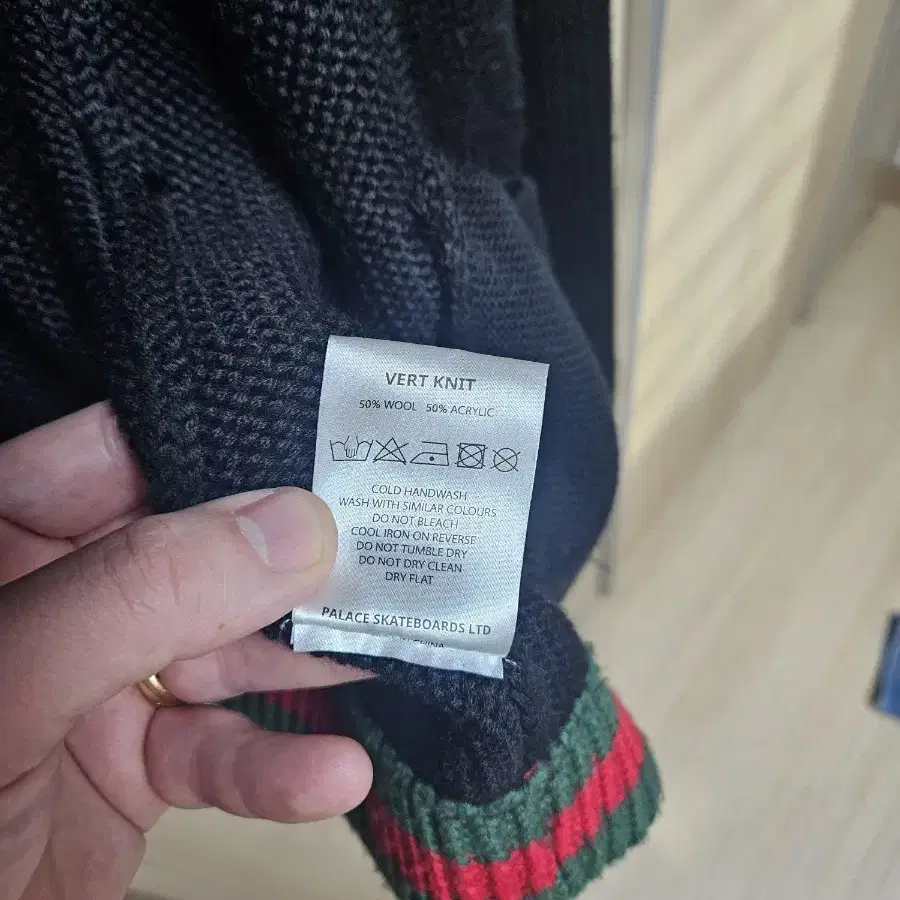 VERT KNIT
50% WOOL 50% ACRYLIC
COLD HANDWASH
WASH WITH SIMILAR COLOURS
DO NOT BLEACH
COOL IRON ON REVERSE
DO NOT TUMBLE DRY
DO NOT DRY CLEAN
DRY FLAT
PALACE SKATEBOARDS LTD
CHINA